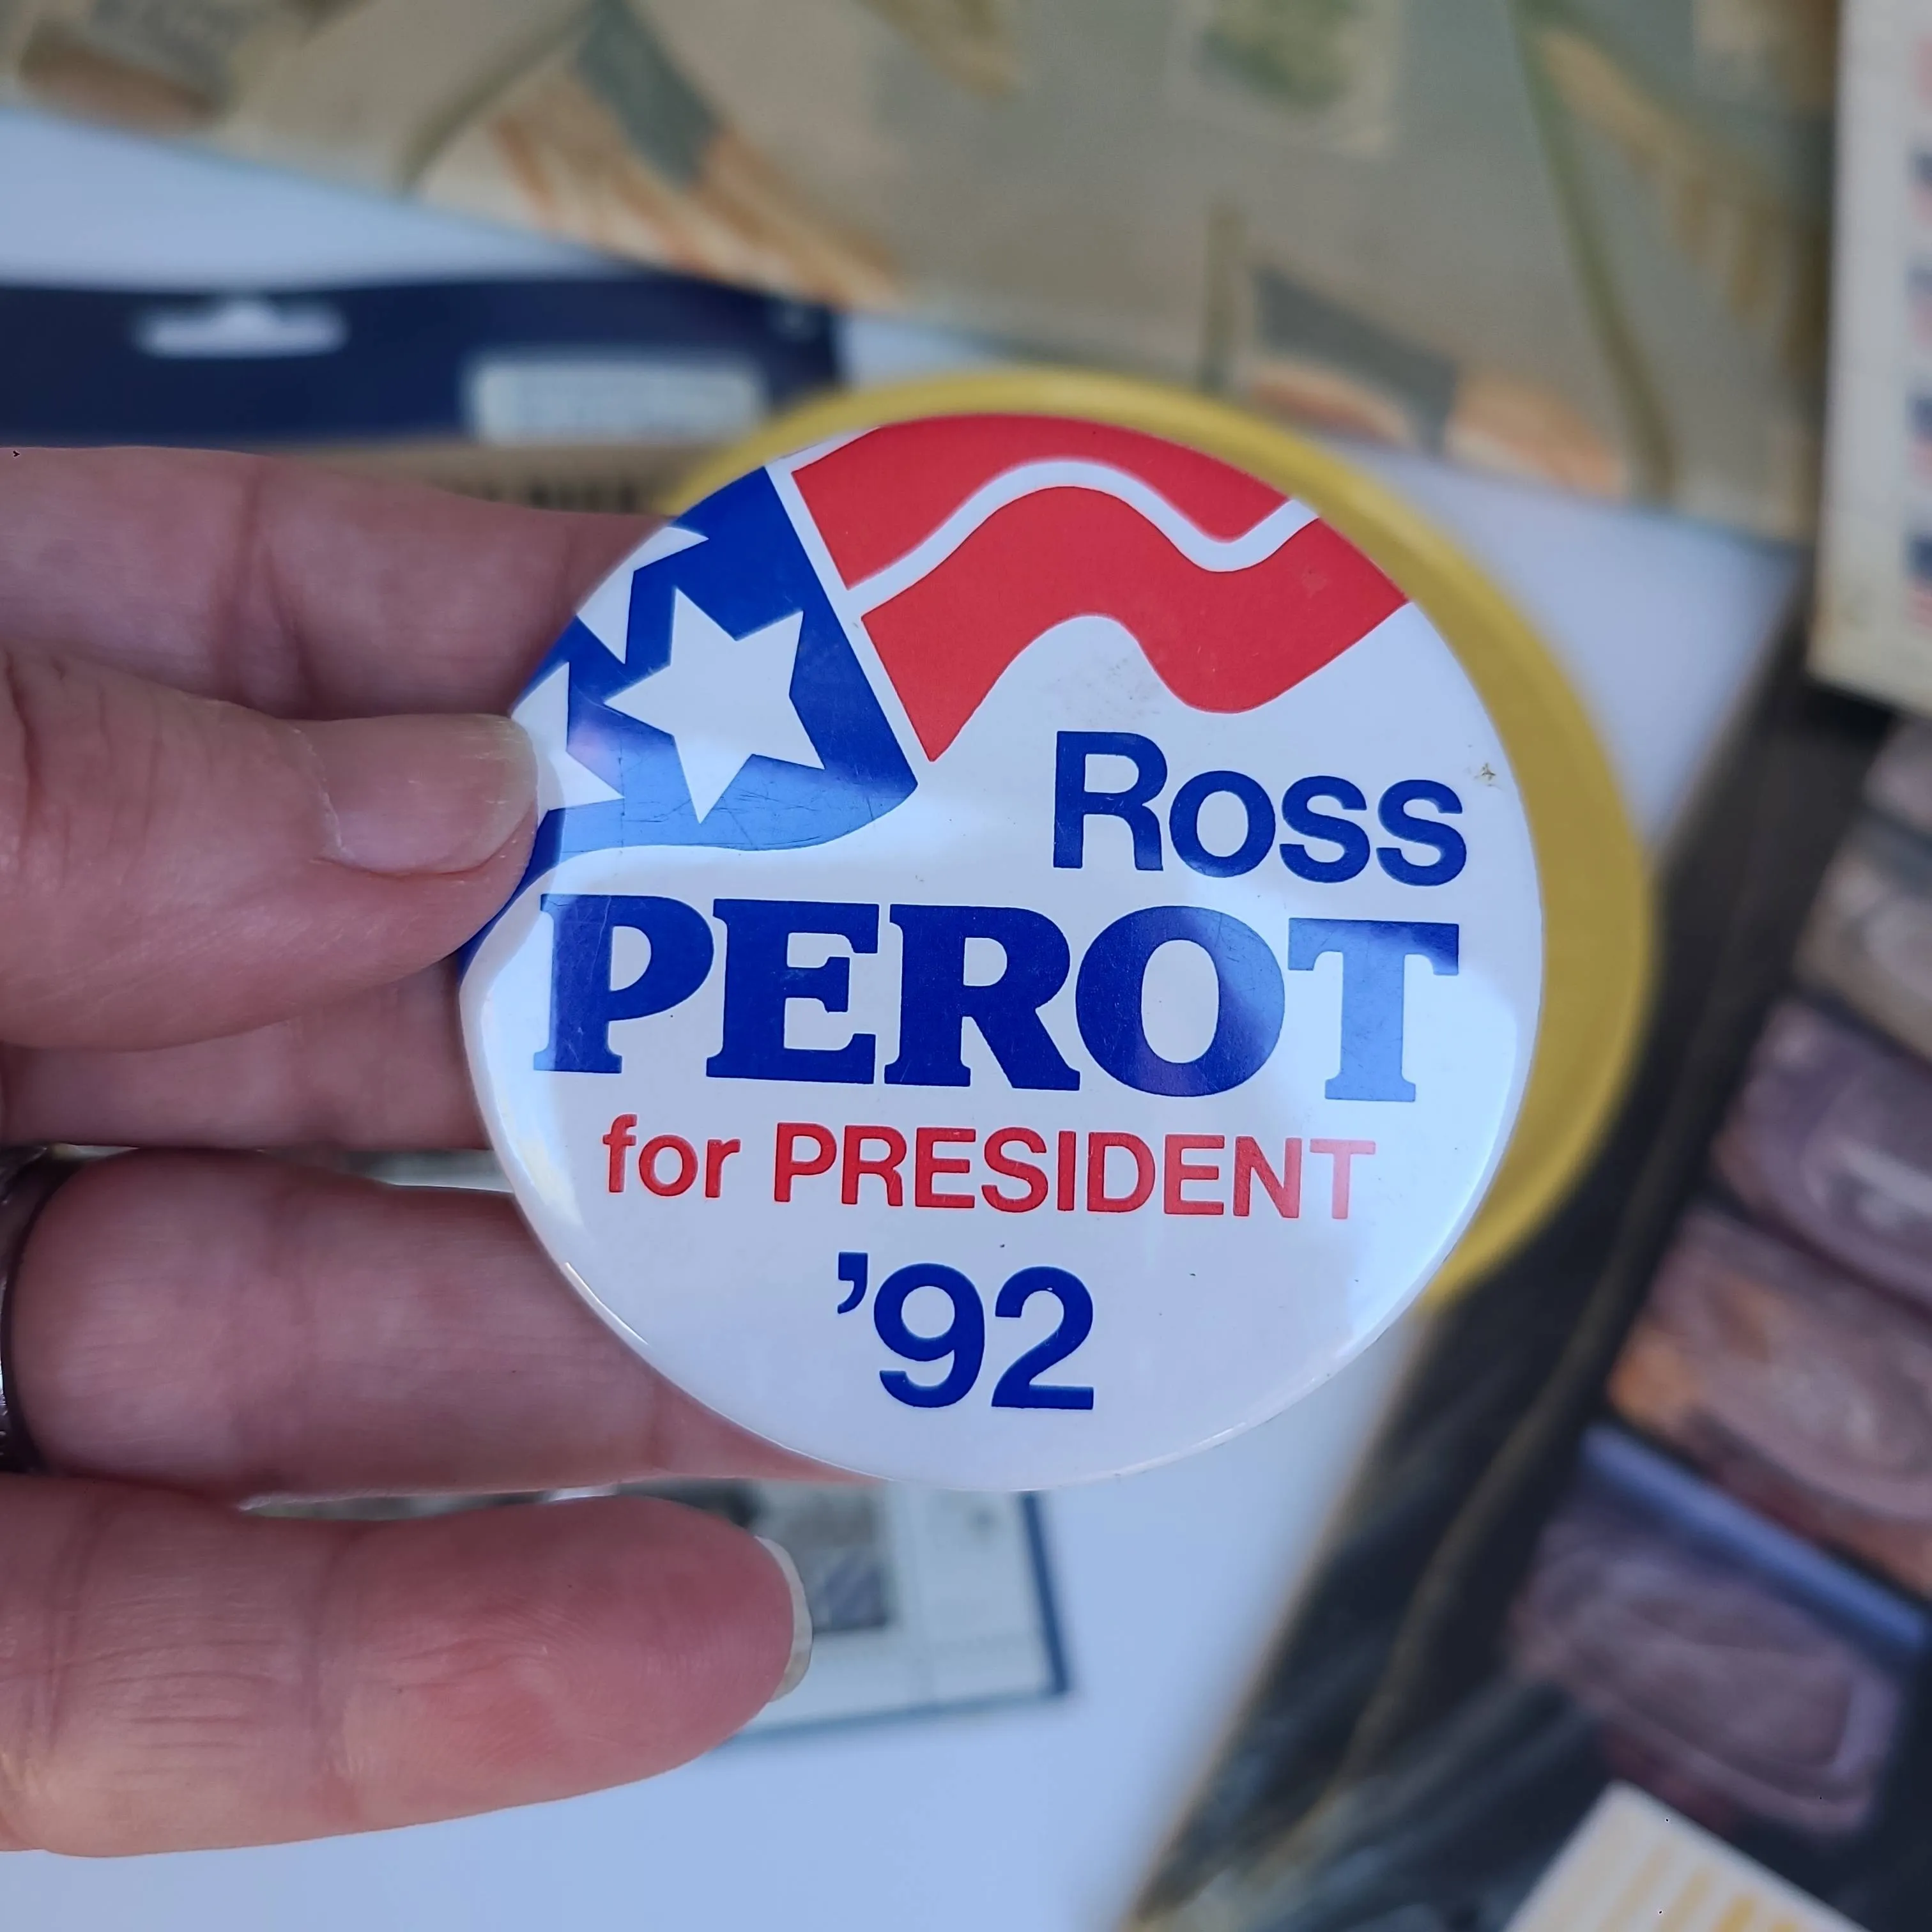 Ross
PEROT
for PRESIDENT
’92